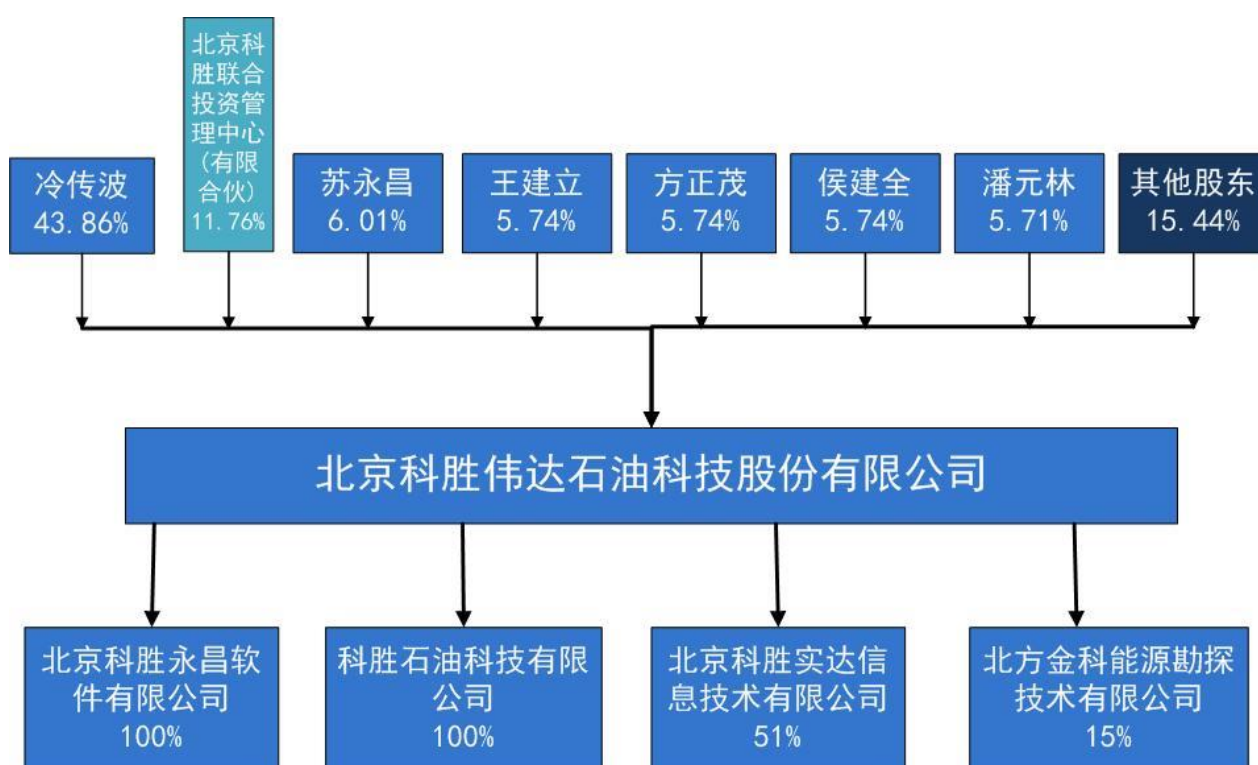 北京科
胜联合
投资管
理中心
(有限
合伙)
11.76%
冷传波
43.86%
苏永昌
6.01%
王建立
5.74%
方正茂
5.74%
侯建全
5.74%
潘元林
5.71%
其他股东
15.44%
北京科胜伟达石油科技股份有限公司
北京科胜永昌软
件有限公司
100%
科胜石油科技有限
公司
100%
北京科胜实达信
息技术有限公司
51%
北方金科能源勘探
技术有限公司
15%